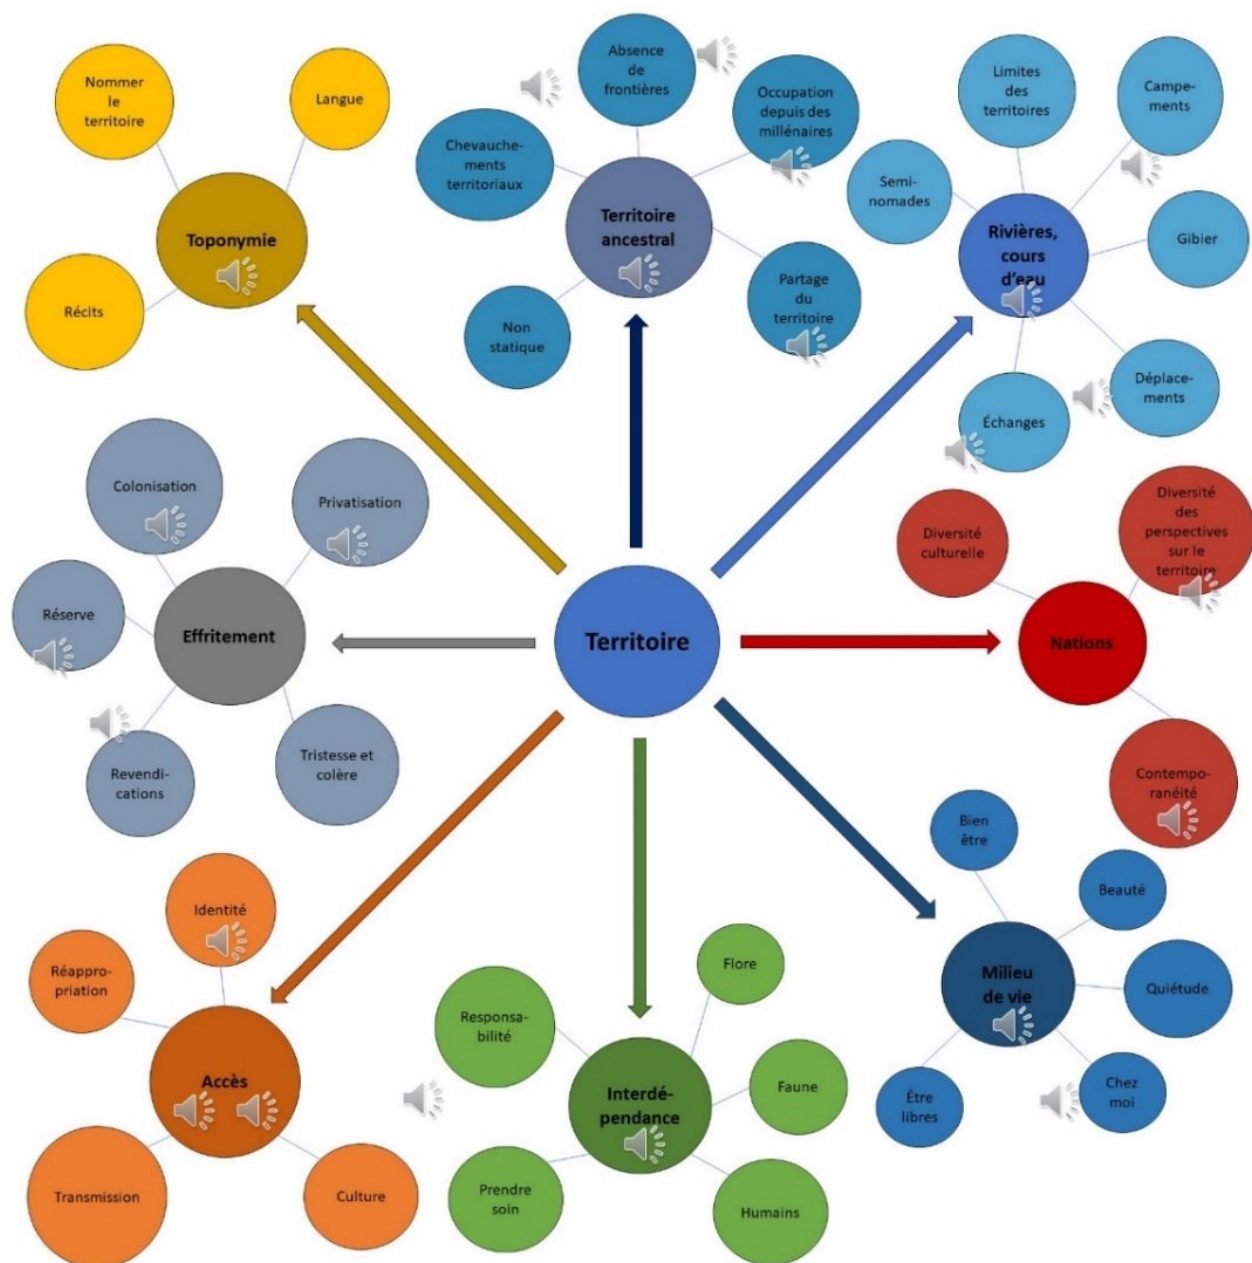 Nommer
le
territoire
Langue
Toponymie
Récits
Absence
de
frontières
Occupation
depuis des
millénaires
Chevauche-
ments
territoriaux
Territoire
ancestral
Partage
du
territoire
Non
statique
Limites
des
territoires
Campe-
ments
Semi-
nomades
Rivières,
cours
d'eau
Gibier
Déplace-
ments
Échanges
Colonisation
Privatisation
Réserve
Effritement
Revendi-
cations
Tristesse et
colère
Territoire
Diversité
culturelle
Diversité
des
perspectives
sur le
territoire
Nations
Contempo-
ranéité
Identité
Réappro-
priation
Accès
Transmission
Culture
Flore
Responsa-
bilité
Interdé-
pendance
Faune
Prendre
soin
Humains
Bien
être
Beauté
Milieu
de vie
Quiétude
Être
libres
Chez
moi